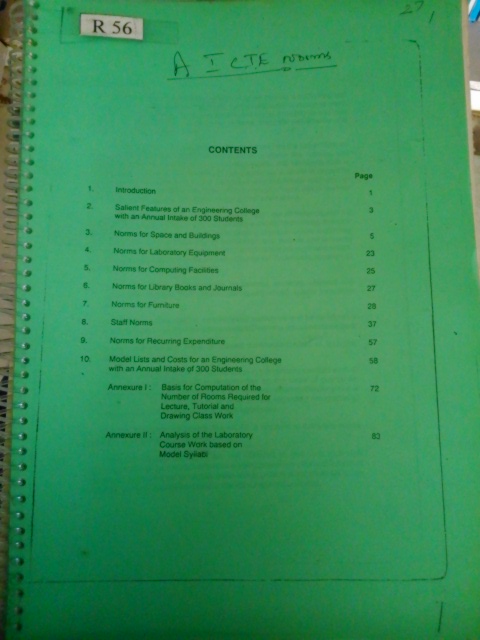 R 56
A I CTE Norms
CONTENTS
Page
1. Introduction 1
2. Salient Features of an Engineering College
with an Annual Intake of 300 Students 3
3. Norms for Space and Buildings 5
4. Norms for Laboratory Equipment 23
5. Norms for Computing Facilities 25
6. Norms for Library Books and Journals 27
7. Norms for Furniture 28
8. Staff Norms 37
9. Norms for Recurring Expenditure 57
10. Model Lists and Costs for an Engineering College 58
with an Annual Intake of 300 Students
Annexure I : Basis for Computation of the 72
Number of Rooms Required for
Lecture, Tutorial and
Drawing Class Work
Annexure II : Analysis of the Laboratory 83
Course Work based on
Model Syllabi